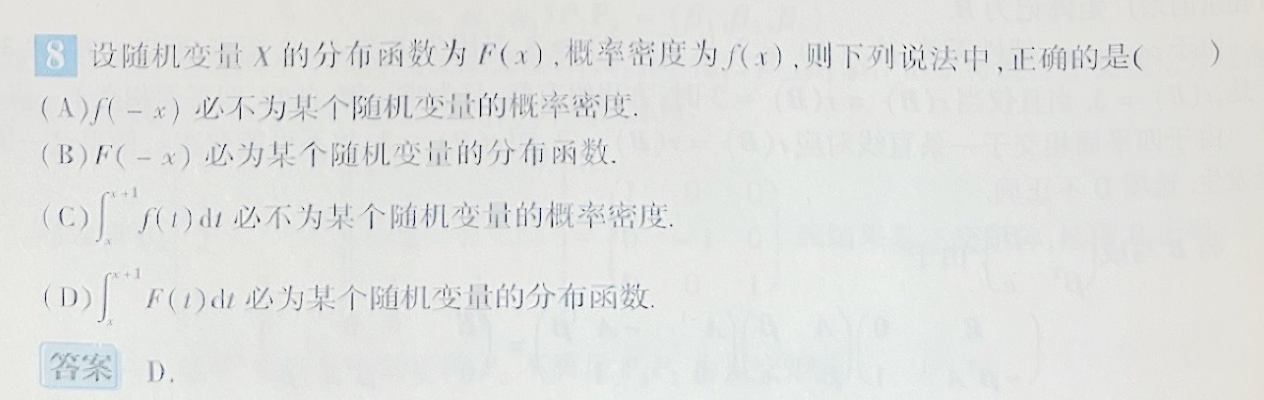 8 设随机变量 X 的分布函数为 F(x),概率密度为 f(x),则下列说法中,正确的是(　　)
(A)f(-x) 必不为某个随机变量的概率密度.
(B)F(-x) 必为某个随机变量的分布函数.
(C)∫ₓˣ⁺¹ f(t)dt 必不为某个随机变量的概率密度.
(D)∫ₓˣ⁺¹ F(t)dt 必为某个随机变量的分布函数.
答案 D.